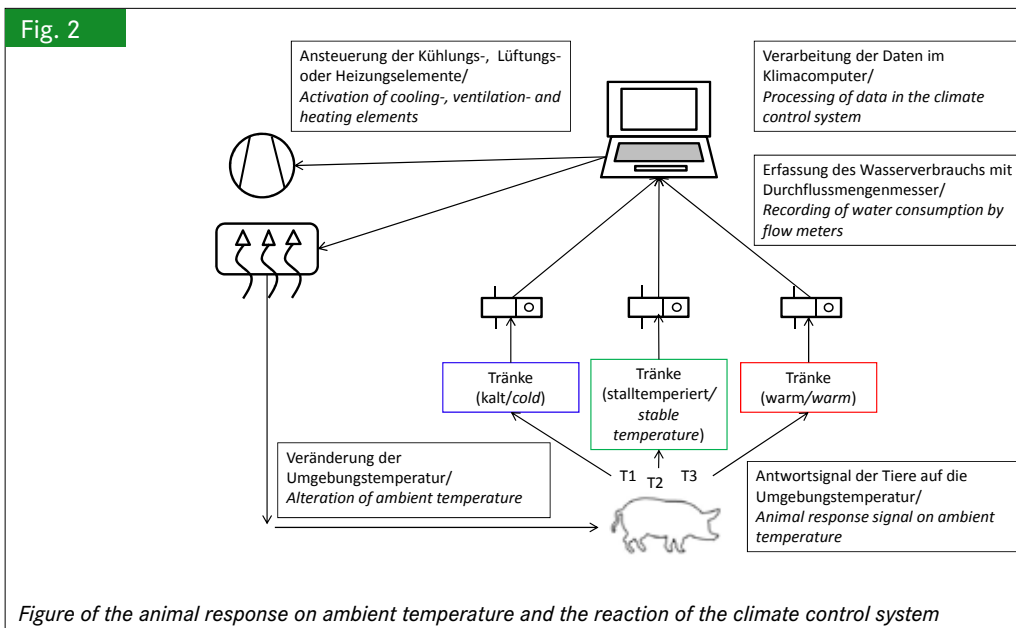 Fig. 2
Ansteuerung der Kühlungs-, Lüftungs-
oder Heizungselemente/
Activation of cooling-, ventilation- and
heating elements
Verarbeitung der Daten im
Klimacomputer/
Processing of data in the climate
control system
Erfassung des Wasserverbrauchs mit
Durchflussmengenmesser/
Recording of water consumption by
flow meters
Tränke
(kalt/cold)
Tränke
(stalltemperiert/
stable
temperature)
Tränke
(warm/warm)
Veränderung der
Umgebungstemperatur/
Alteration of ambient temperature
T1
T2
T3
Antwortsignal der Tiere auf die
Umgebungstemperatur/
Animal response signal on ambient
temperature
Figure of the animal response on ambient temperature and the reaction of the climate control system